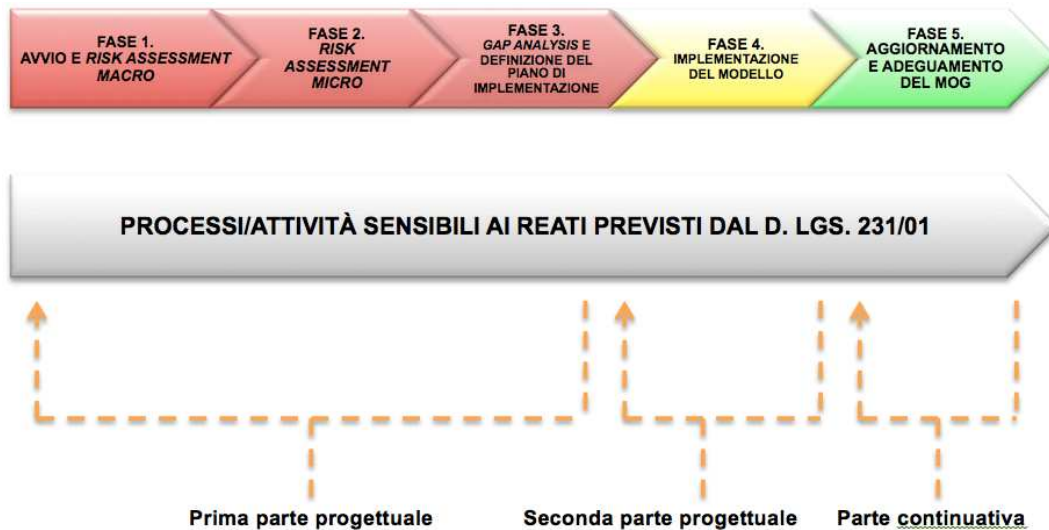 FASE 1.
AVVIO E RISK ASSESSMENT
MACRO
FASE 2.
RISK
ASSESSMENT
MICRO
FASE 3.
GAP ANALYSIS E
DEFINIZIONE DEL
PIANO DI
IMPLEMENTAZIONE
FASE 4.
IMPLEMENTAZIONE
DEL MODELLO
FASE 5.
AGGIORNAMENTO
E ADEGUAMENTO
DEL MOG
PROCESSI/ATTIVITÀ SENSIBILI AI REATI PREVISTI DAL D. LGS. 231/01
Prima parte progettuale
Seconda parte progettuale
Parte continuativa